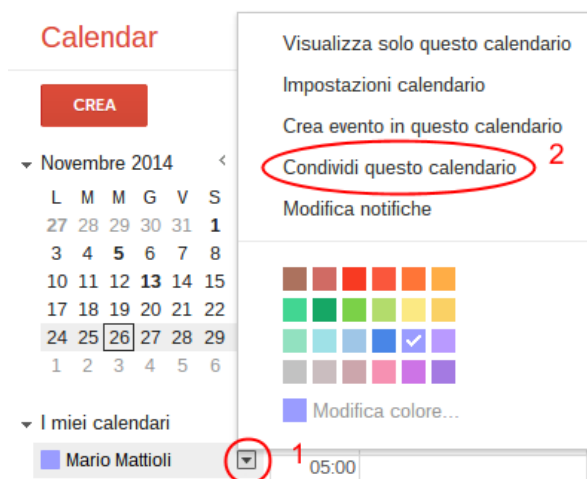 Calendar
CREA
Novembre 2014 <
L M M G V S
27 28 29 30 31 1
3 4 5 6 7 8
10 11 12 13 14 15
17 18 19 20 21 22
24 25 26 27 28 29
1 2 3 4 5 6
I miei calendari
Mario Mattioli
1
Visualizza solo questo calendario
Impostazioni calendario
Crea evento in questo calendario
Condividi questo calendario
2
Modifica notifiche
Modifica colore...
05:00